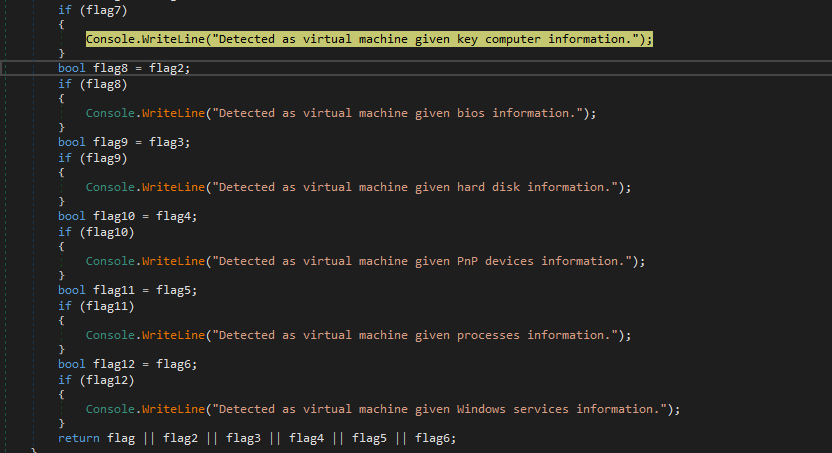 if (flag7)
{
Console.WriteLine("Detected as virtual machine given key computer information.");
}
bool flag8 = flag2;
if (flag8)
{
Console.WriteLine("Detected as virtual machine given bios information.");
}
bool flag9 = flag3;
if (flag9)
{
Console.WriteLine("Detected as virtual machine given hard disk information.");
}
bool flag10 = flag4;
if (flag10)
{
Console.WriteLine("Detected as virtual machine given PnP devices information.");
}
bool flag11 = flag5;
if (flag11)
{
Console.WriteLine("Detected as virtual machine given processes information.");
}
bool flag12 = flag6;
if (flag12)
{
Console.WriteLine("Detected as virtual machine given Windows services information.");
}
return flag || flag2 || flag3 || flag4 || flag5 || flag6;